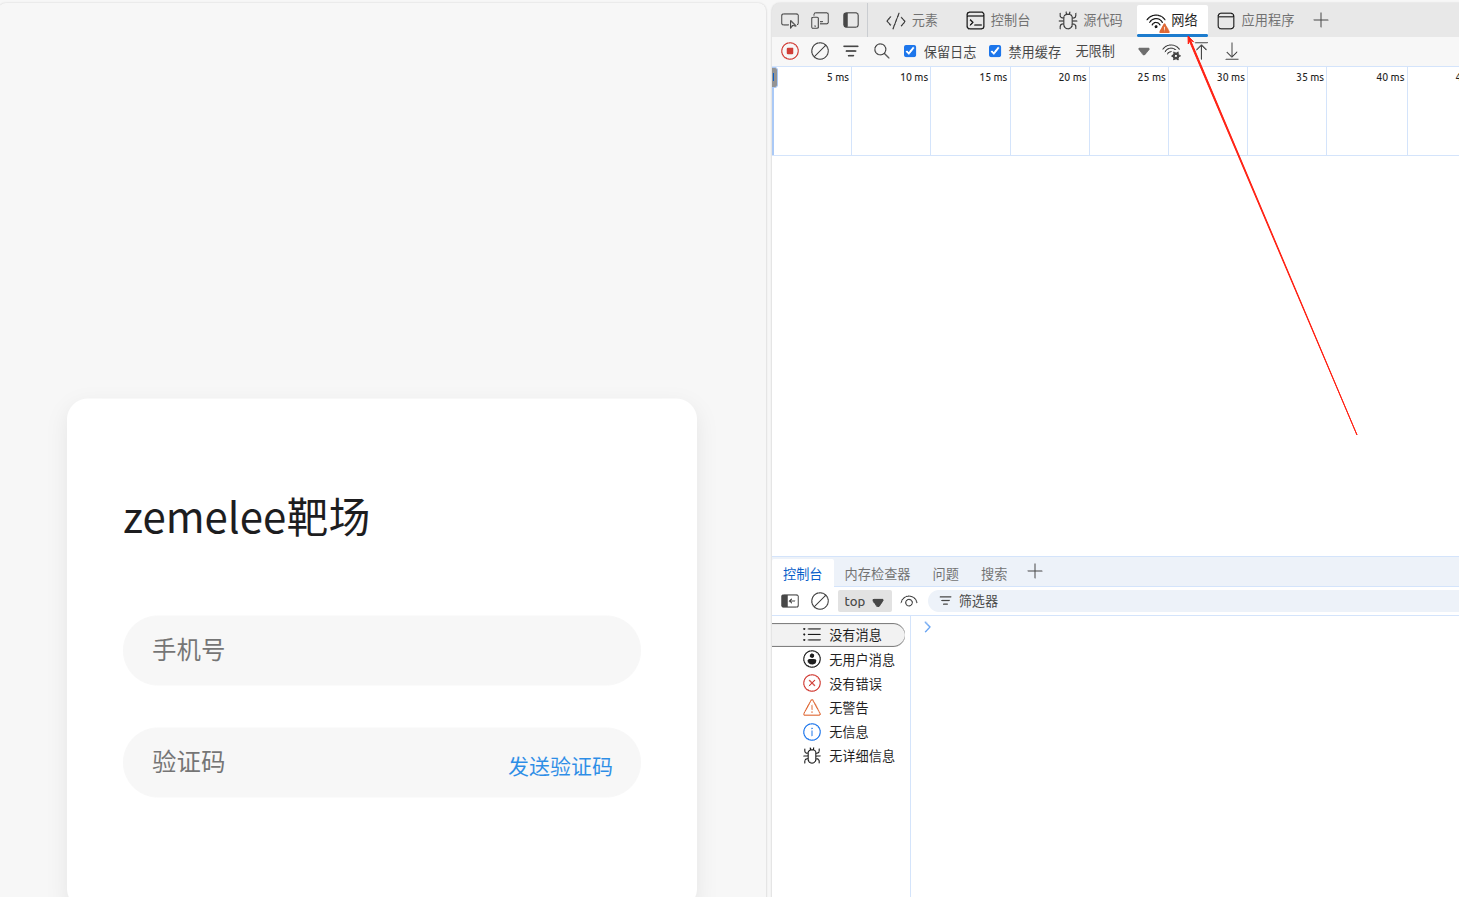 元素 控制台 源代码 网络 应用程序
保留日志 禁用缓存 无限制
5 ms 10 ms 15 ms 20 ms 25 ms 30 ms 35 ms 40 ms 4
zemelee靶场
手机号
验证码 发送验证码
控制台 内存检查器 问题 搜索
top 筛选器
没有消息
无用户消息
没有错误
无警告
无信息
无详细信息